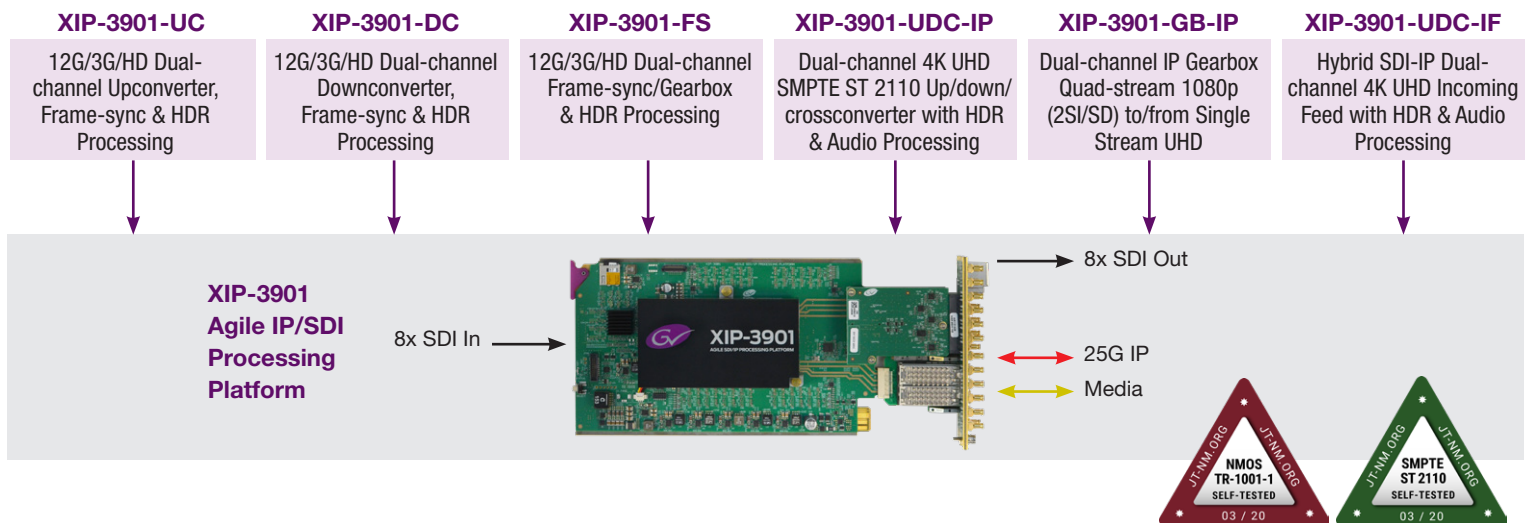 XIP-3901-UC
12G/3G/HD Dual-
channel Upconverter,
Frame-sync & HDR
Processing
XIP-3901-DC
12G/3G/HD Dual-channel
Downconverter,
Frame-sync & HDR
Processing
XIP-3901-FS
12G/3G/HD Dual-channel
Frame-sync/Gearbox
& HDR Processing
XIP-3901-UDC-IP
Dual-channel 4K UHD
SMPTE ST 2110 Up/down/
crossconverter with HDR
& Audio Processing
XIP-3901-GB-IP
Dual-channel IP Gearbox
Quad-stream 1080p
(2SI/SD) to/from Single
Stream UHD
XIP-3901-UDC-IF
Hybrid SDI-IP Dual-
channel 4K UHD Incoming
Feed with HDR & Audio
Processing
XIP-3901
Agile IP/SDI
Processing
Platform
8x SDI In
GV
XIP-3901
AGILE SDI/IP PROCESSING PLATFORM
8x SDI Out
25G IP
Media
JT-NM.ORG
JT-NM.ORG
NMOS
TR-1001-1
SELF-TESTED
03 / 20
JT-NM.ORG
JT-NM.ORG
SMPTE
ST 2110
SELF-TESTED
03 / 20